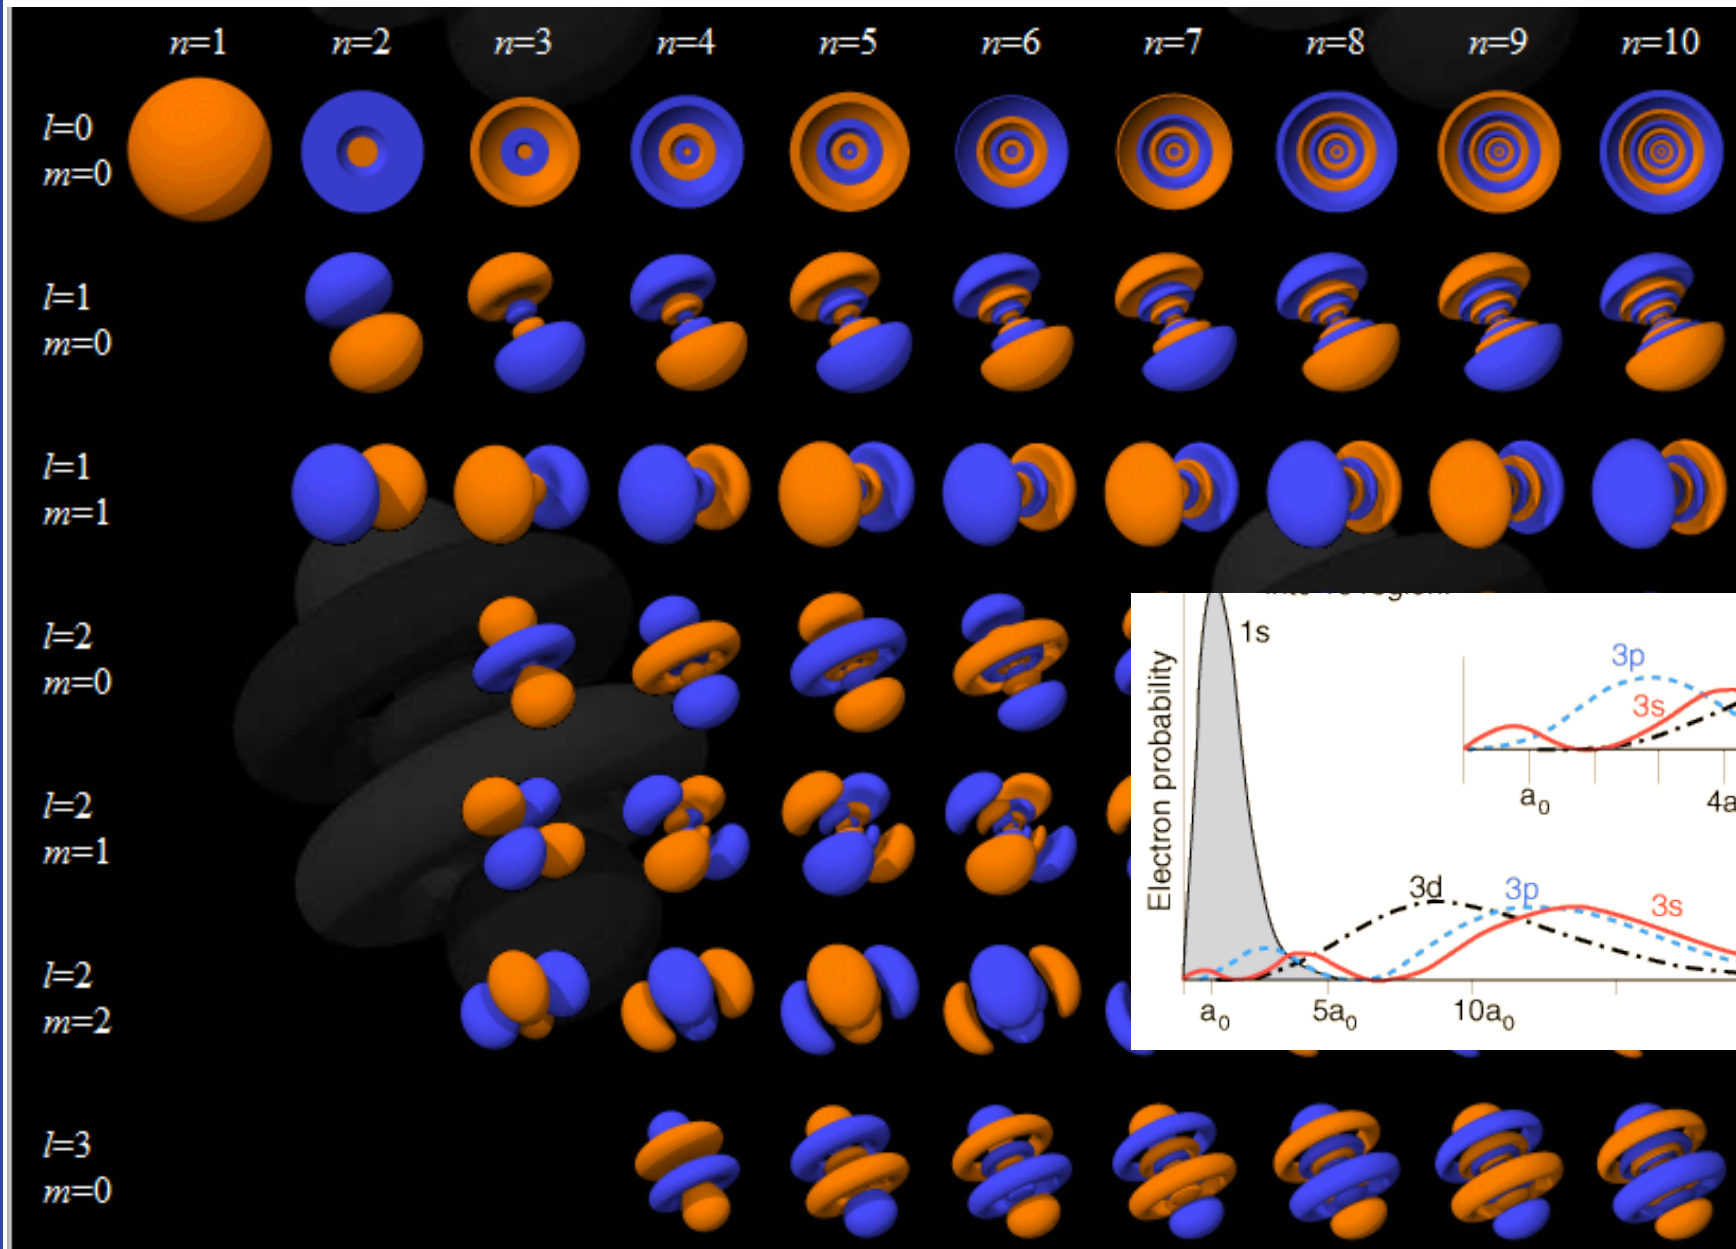 n=1 n=2 n=3 n=4 n=5 n=6 n=7 n=8 n=9 n=10
l=0
m=0
l=1
m=0
l=1
m=1
l=2
m=0
l=2
m=1
l=2
m=2
l=3
m=0
1s
3p
3s
a₀ 4a
Electron probability
3d 3p 3s
a₀ 5a₀ 10a₀